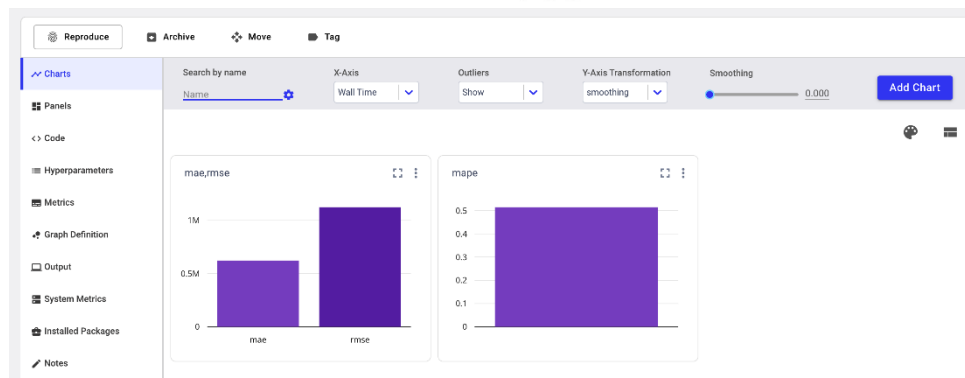 Reproduce Archive Move Tag
Charts
Panels
<> Code
Hyperparameters
Metrics
Graph Definition
Output
System Metrics
Installed Packages
Notes
Search by name X-Axis Outliers Y-Axis Transformation Smoothing
Name Wall Time Show smoothing 0.000 Add Chart
mae,rmse
1M
0.5M
0
mae rmse
mape
0.5
0.4
0.3
0.2
0.1
0